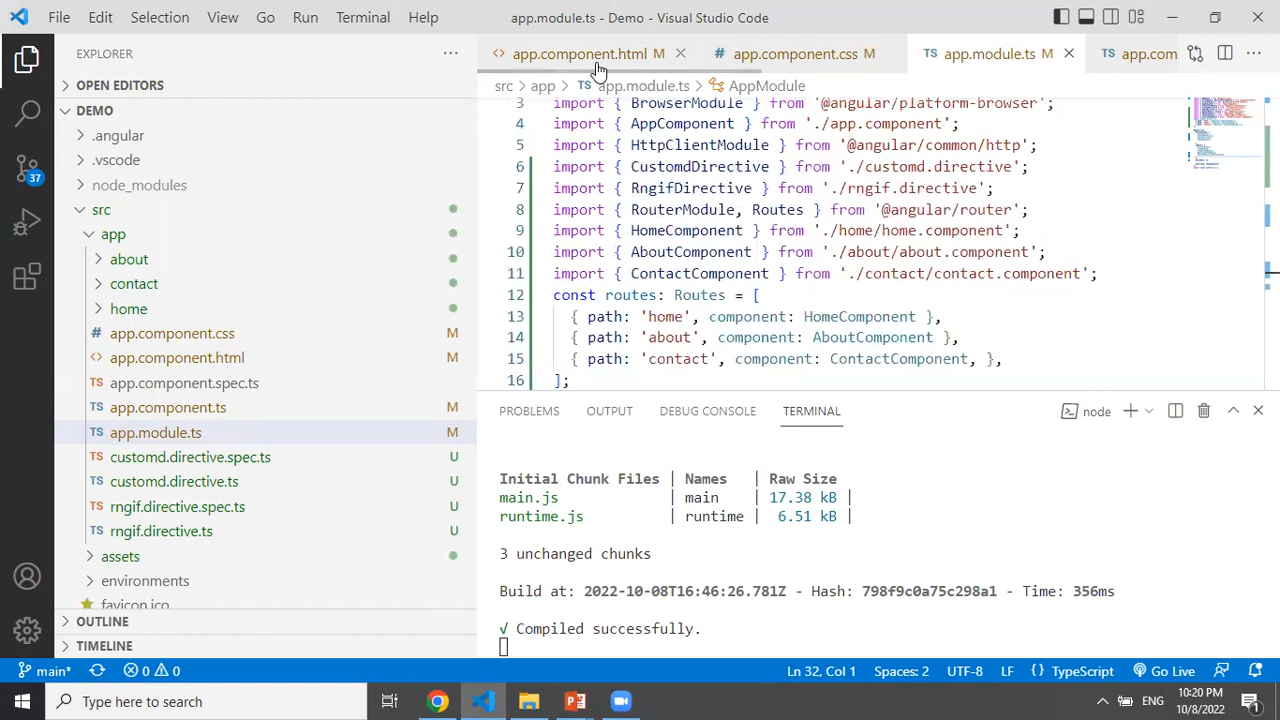 File Edit Selection View Go Run Terminal Help
app.module.ts - Demo - Visual Studio Code
EXPLORER
OPEN EDITORS
DEMO
.angular
.vscode
node_modules
src
app
about
contact
home
app.component.css M
app.component.html M
TS app.component.spec.ts
TS app.component.ts M
TS app.module.ts M
TS customd.directive.spec.ts U
TS customd.directive.ts U
TS rngif.directive.spec.ts U
TS rngif.directive.ts U
assets
environments
favicon.ico
OUTLINE
TIMELINE
37
app.component.html M
app.component.css M
TS app.module.ts M
TS app.com
src > app > TS app.module.ts > AppModule
3 import { BrowserModule } from '@angular/platform-browser';
4 import { AppComponent } from './app.component';
5 import { HttpClientModule } from '@angular/common/http';
6 import { CustomdDirective } from './customd.directive';
7 import { RngifDirective } from './rngif.directive';
8 import { RouterModule, Routes } from '@angular/router';
9 import { HomeComponent } from './home/home.component';
10 import { AboutComponent } from './about/about.component';
11 import { ContactComponent } from './contact/contact.component';
12 const routes: Routes = [
13 { path: 'home', component: HomeComponent },
14 { path: 'about', component: AboutComponent },
15 { path: 'contact', component: ContactComponent, },
16 ];
PROBLEMS OUTPUT DEBUG CONSOLE TERMINAL
node
Initial Chunk Files | Names | Raw Size
main.js | main | 17.38 kB |
runtime.js | runtime | 6.51 kB |
3 unchanged chunks
Build at: 2022-10-08T16:46:26.781Z - Hash: 798f9c0a75c298a1 - Time: 356ms
√ Compiled successfully.
main* 0 0 Ln 32, Col 1 Spaces: 2 UTF-8 LF { } TypeScript Go Live
Type here to search
ENG
10:20 PM
10/8/2022
1